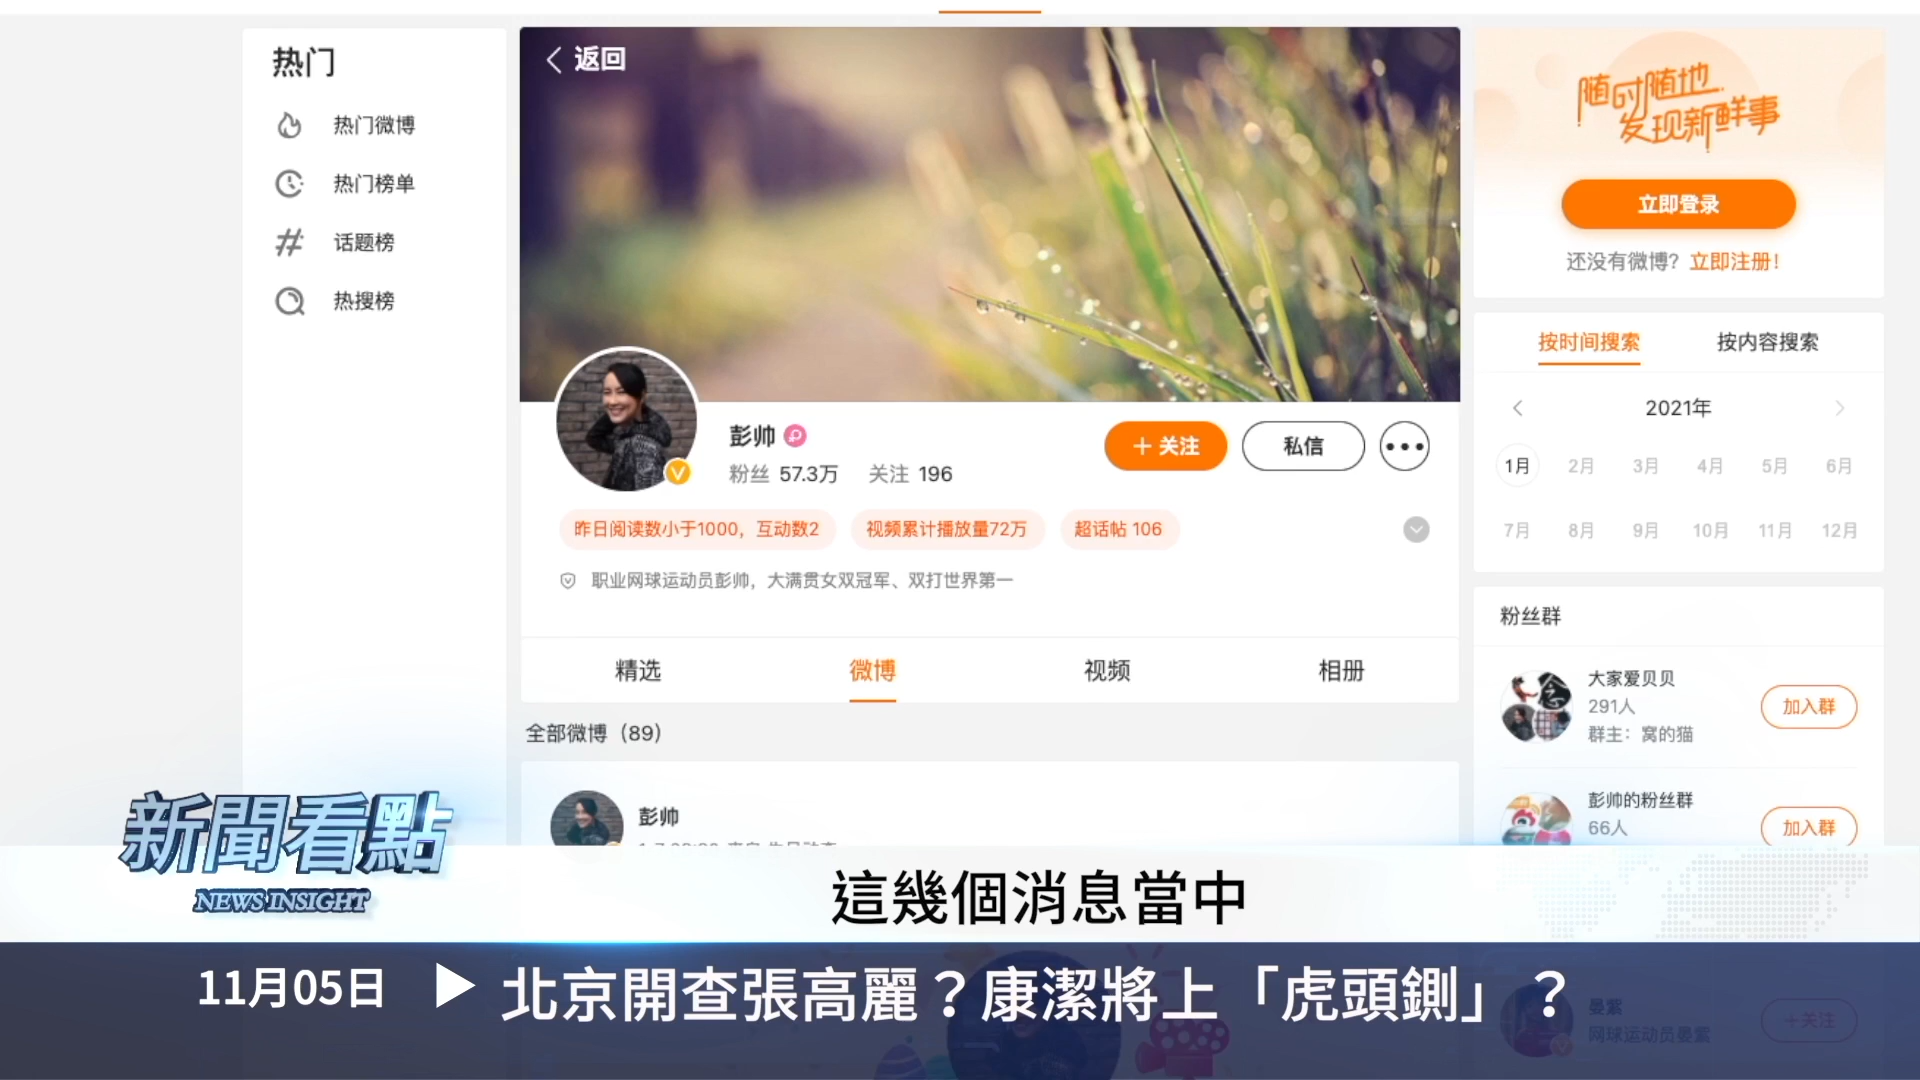 热门
热门微博
热门榜单
话题榜
热搜榜
返回
彭帅
粉丝 57.3万 关注 196
+ 关注
私信
昨日阅读数小于1000，互动数2
视频累计播放量72万
超话帖 106
职业网球运动员彭帅，大满贯女双冠军、双打世界第一
精选
微博
视频
相册
全部微博（89）
彭帅
随时随地
发现新鲜事
立即登录
还没有微博？立即注册！
按时间搜索
按内容搜索
2021年
1月 2月 3月 4月 5月 6月
7月 8月 9月 10月 11月 12月
粉丝群
大家爱贝贝
291人
群主：窝的猫
加入群
彭帅的粉丝群
66人
加入群
新聞看點
NEWS INSIGHT
這幾個消息當中
11月05日
北京開查張高麗？康潔將上「虎頭鍘」？
晏紫
网球运动员晏紫
+关注